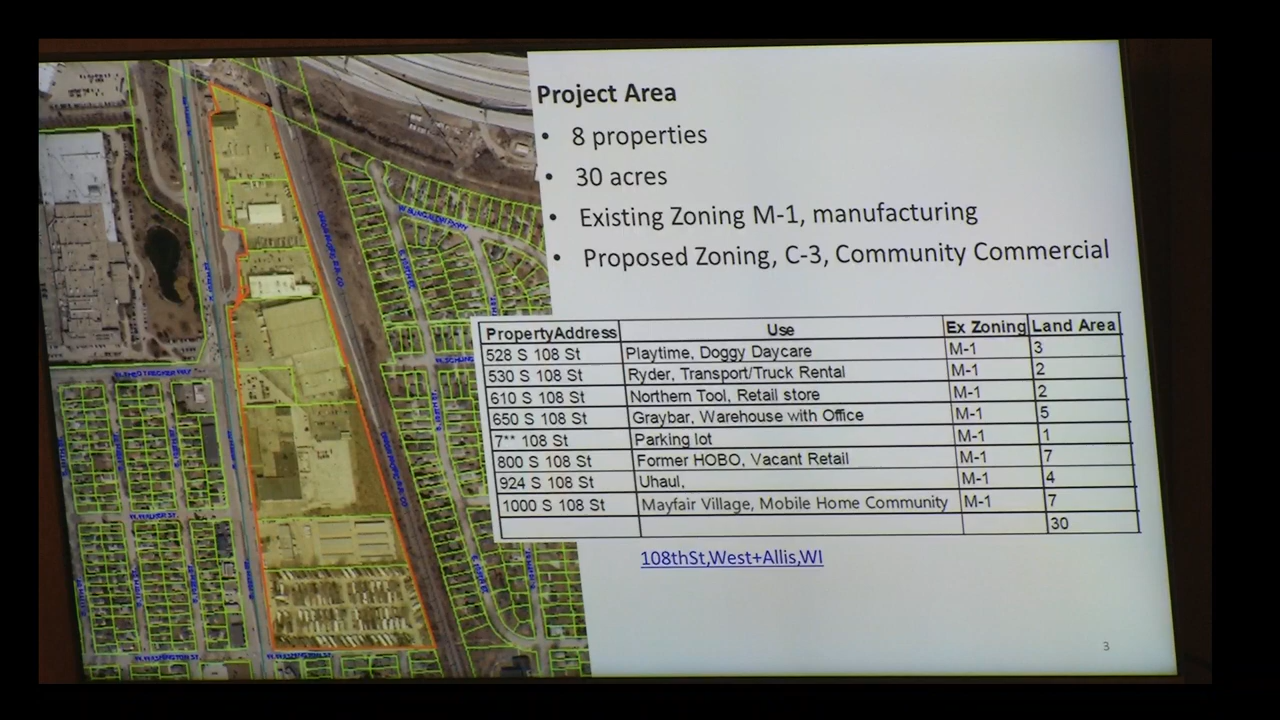 Project Area
• 8 properties
• 30 acres
• Existing Zoning M-1, manufacturing
• Proposed Zoning, C-3, Community Commercial
PropertyAddress Use Ex Zoning Land Area
528 S 108 St Playtime, Doggy Daycare M-1 3
530 S 108 St Ryder, Transport/Truck Rental M-1 2
610 S 108 St Northern Tool, Retail store M-1 2
650 S 108 St Graybar, Warehouse with Office M-1 5
7** 108 St Parking lot M-1 1
800 S 108 St Former HOBO, Vacant Retail M-1 7
924 S 108 St Uhaul, M-1 4
1000 S 108 St Mayfair Village, Mobile Home Community M-1 7
30
108thSt,West+Allis,WI
3
W. WALKER ST.
W. WASHINGTON ST.